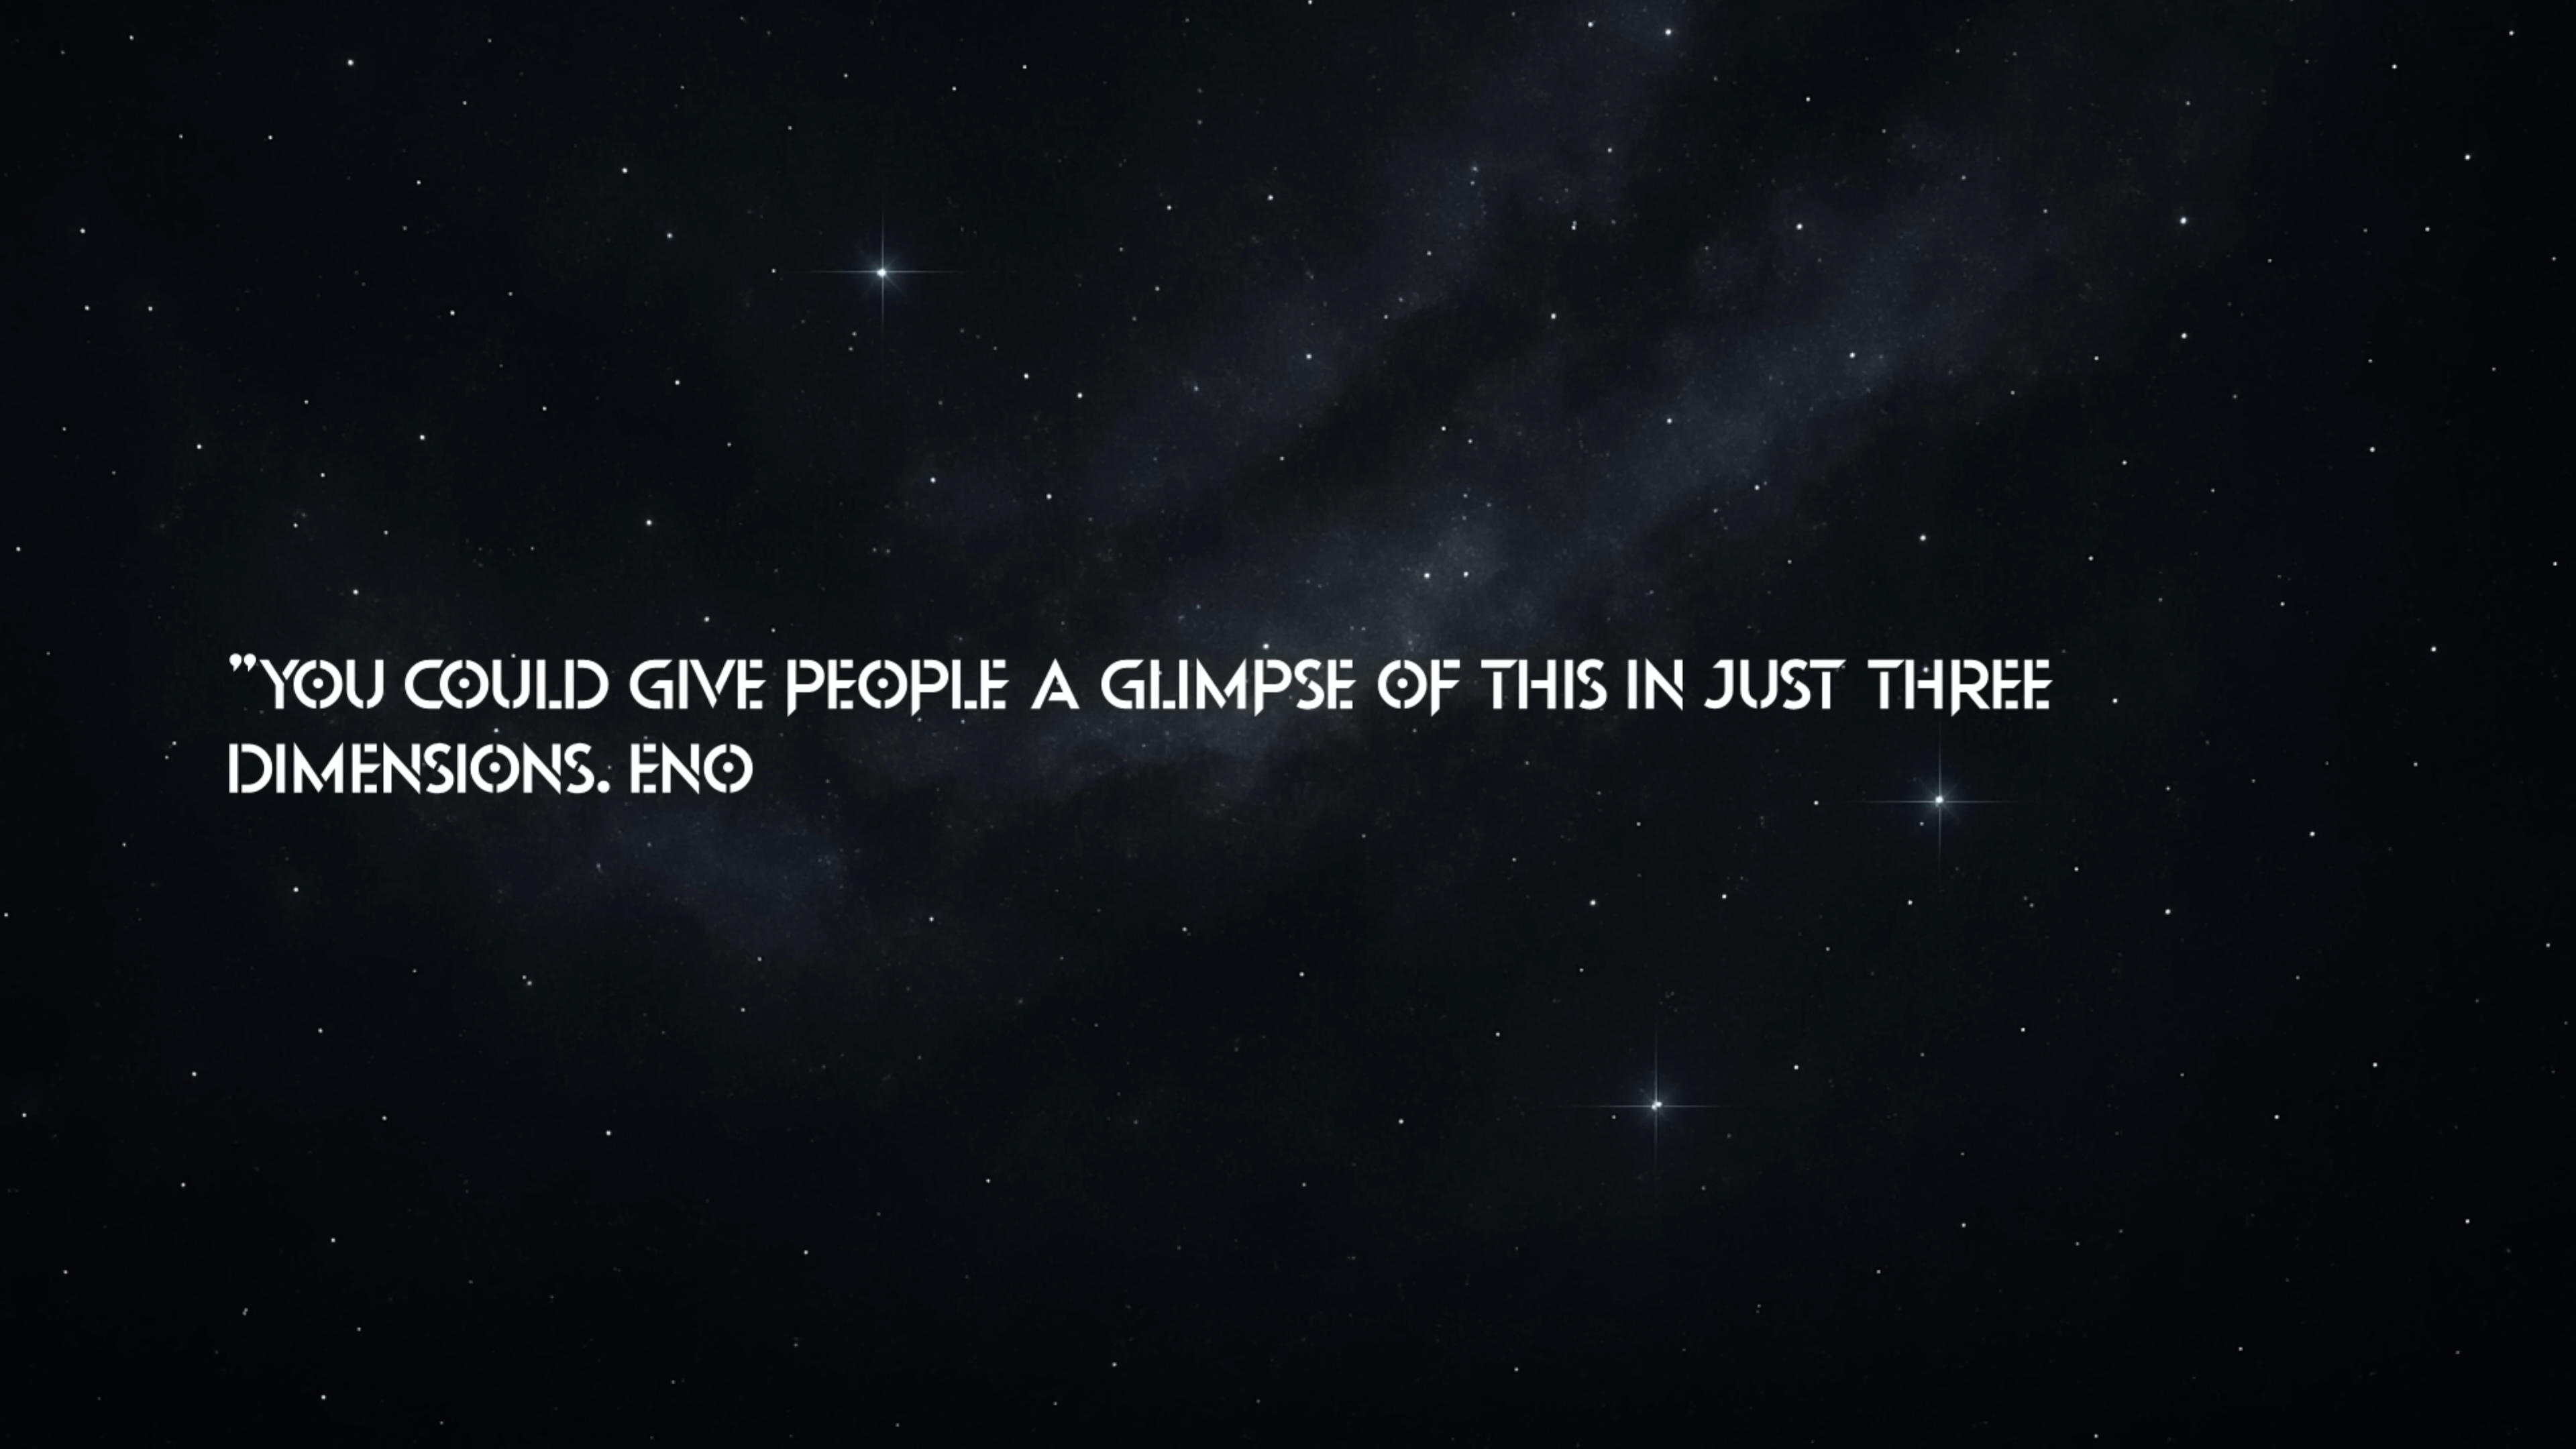 ”YOU COULD GIVE PEOPLE A GLIMPSE OF THIS IN JUST THREE
DIMENSIONS. ENO